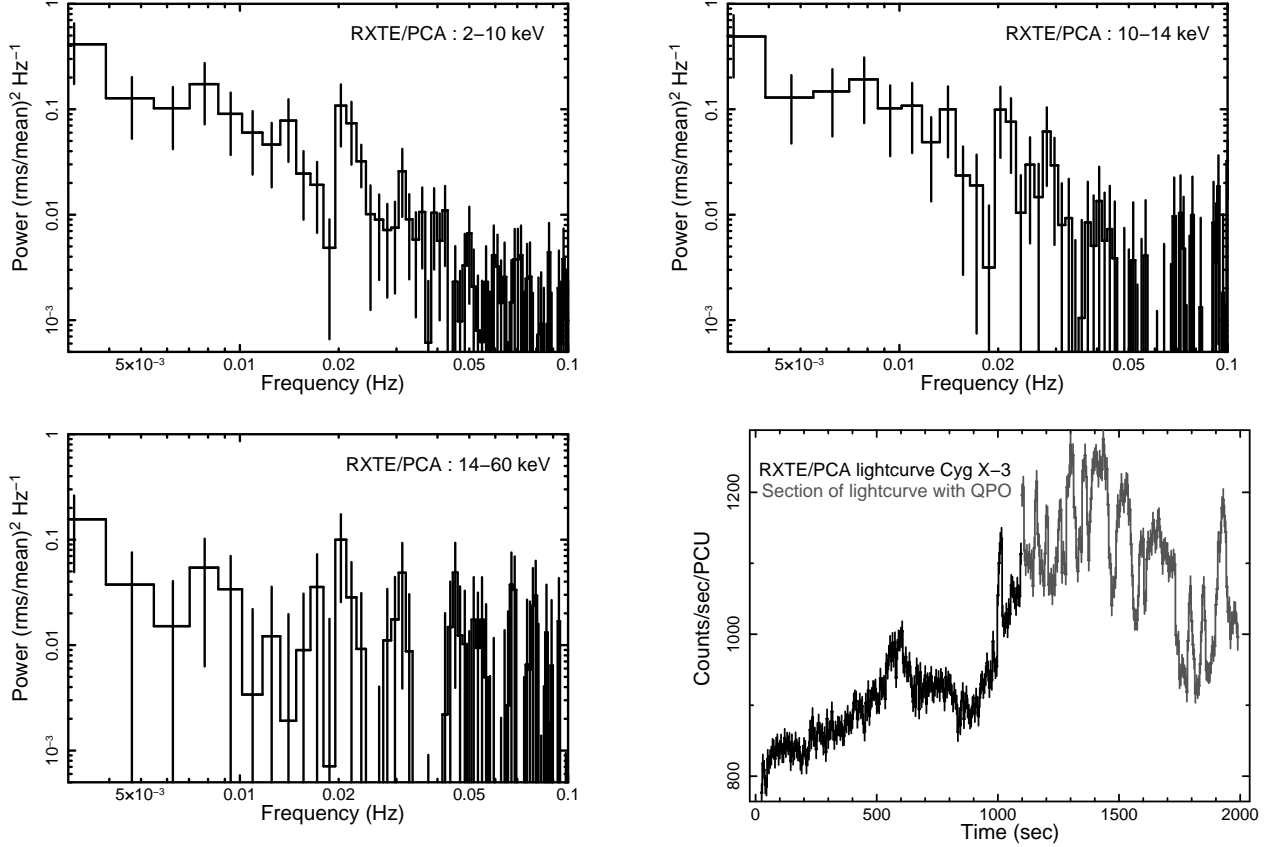 RXTE/PCA : 2−10 keV
Power (rms/mean)² Hz⁻¹
1
0.1
0.01
10⁻³
5×10⁻³ 0.01 0.02 0.05 0.1
Frequency (Hz)
RXTE/PCA : 10−14 keV
Power (rms/mean)² Hz⁻¹
1
0.1
0.01
10⁻³
5×10⁻³ 0.01 0.02 0.05 0.1
Frequency (Hz)
RXTE/PCA : 14−60 keV
Power (rms/mean)² Hz⁻¹
1
0.1
0.01
10⁻³
5×10⁻³ 0.01 0.02 0.05 0.1
Frequency (Hz)
RXTE/PCA lightcurve Cyg X−3
Section of lightcurve with QPO
Counts/sec/PCU
1200
1000
800
0 500 1000 1500 2000
Time (sec)